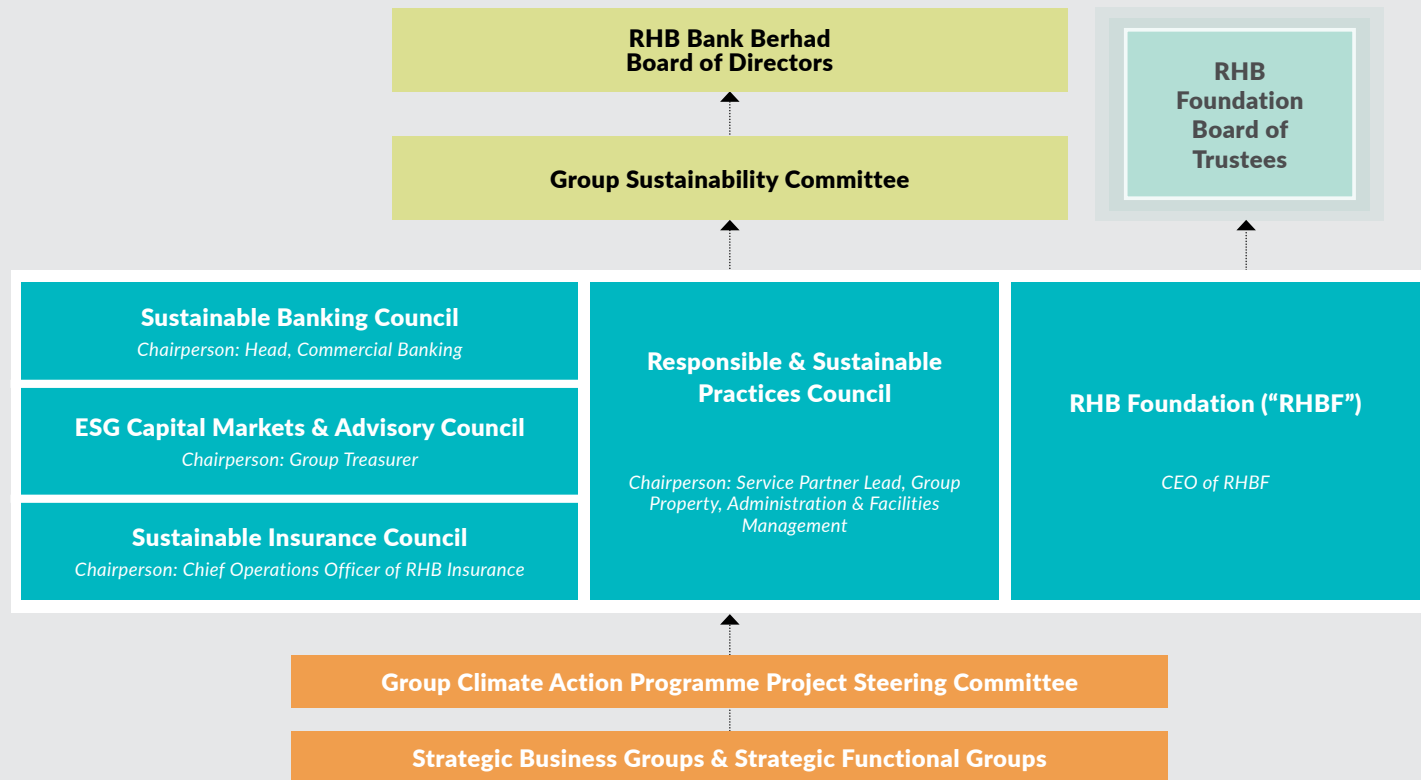 RHB Bank Berhad
Board of Directors
RHB
Foundation
Board of
Trustees
Group Sustainability Committee
Sustainable Banking Council
Chairperson: Head, Commercial Banking
ESG Capital Markets & Advisory Council
Chairperson: Group Treasurer
Sustainable Insurance Council
Chairperson: Chief Operations Officer of RHB Insurance
Responsible & Sustainable
Practices Council
Chairperson: Service Partner Lead, Group
Property, Administration & Facilities
Management
RHB Foundation (“RHBF”)
CEO of RHBF
Group Climate Action Programme Project Steering Committee
Strategic Business Groups & Strategic Functional Groups